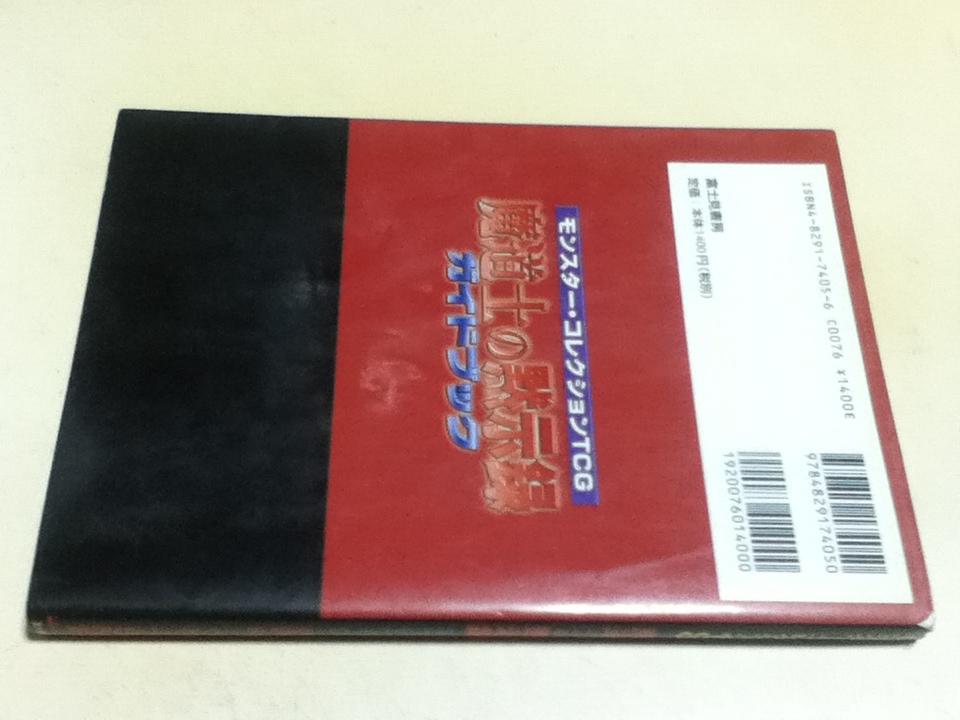 ISBN4-8291-7405-6 C0076 ¥1400E
富士見書房
定価:本体1400円(税別)
9784829174050
1920076014000
モンスター・コレクションTCG
魔道士の黙示録
ガイドブック